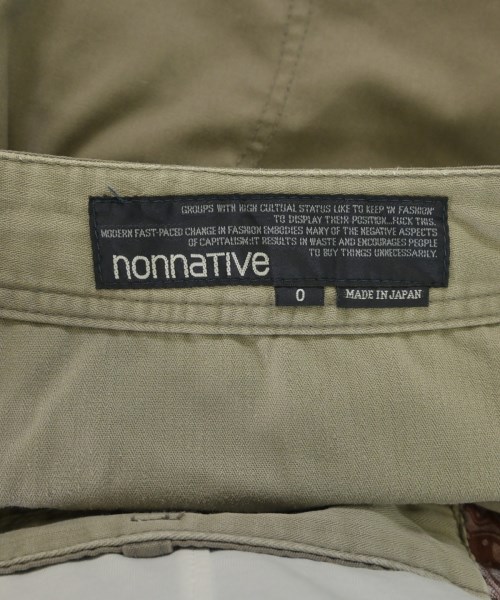 GROUPS WITH HIGH CULTUAL STATUS LIKE TO KEEP 'IN FASHION'
TO DISPLAY THEIR POSITION...FUCK THIS.
MODERN FAST-PACED CHANGE IN FASHION EMBODIES MANY OF THE NEGATIVE ASPECTS
OF CAPITALISM:IT RESULTS IN WASTE AND ENCOURAGES PEOPLE
TO BUY THINGS UNNECESSARILY.
nonnaTIVe
0
MADE IN JAPAN